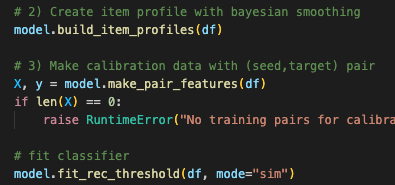 # 2) Create item profile with bayesian smoothing
model.build_item_profiles(df)
# 3) Make calibration data with (seed,target) pair
X, y = model.make_pair_features(df)
if len(X) == 0:
    raise RuntimeError("No training pairs for calibra
# fit classifier
model.fit_rec_threshold(df, mode="sim")